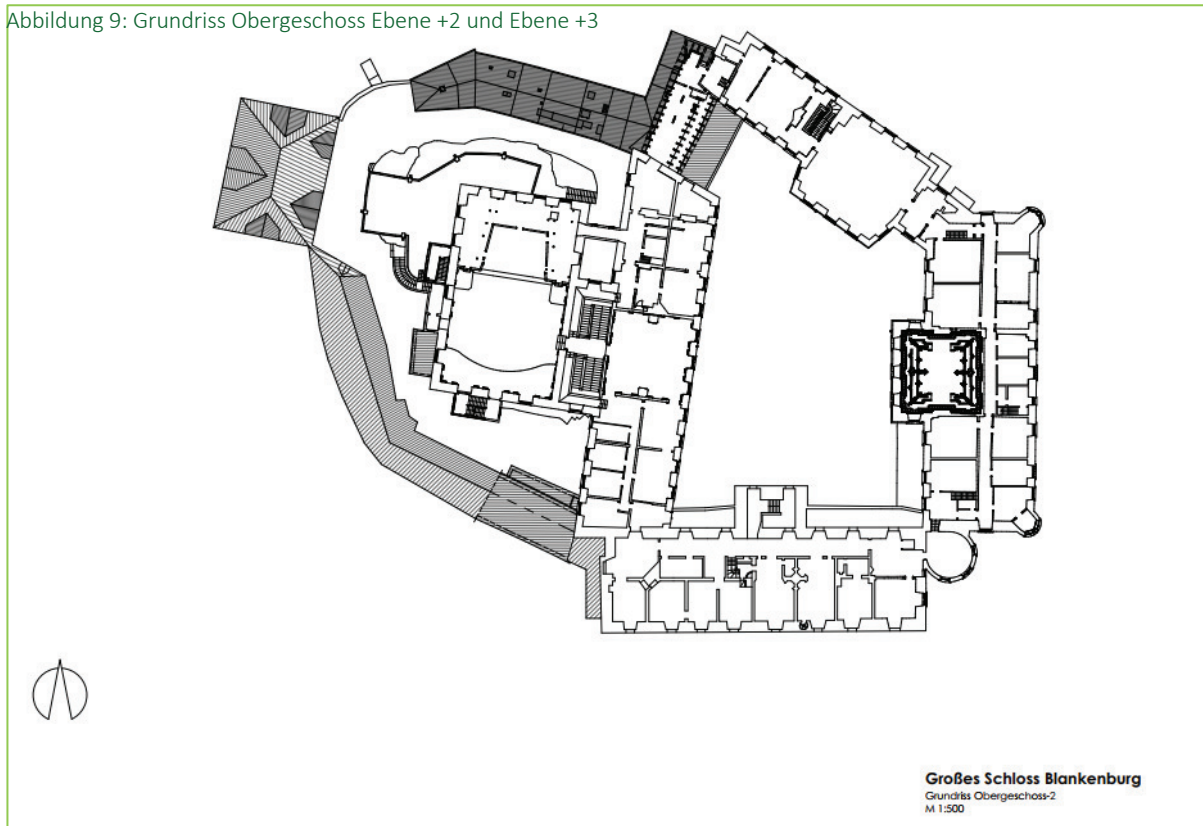 Abbildung 9: Grundriss Obergeschoss Ebene +2 und Ebene +3
Großes Schloss Blankenburg
Grundriss Obergeschoss-2
M 1:500